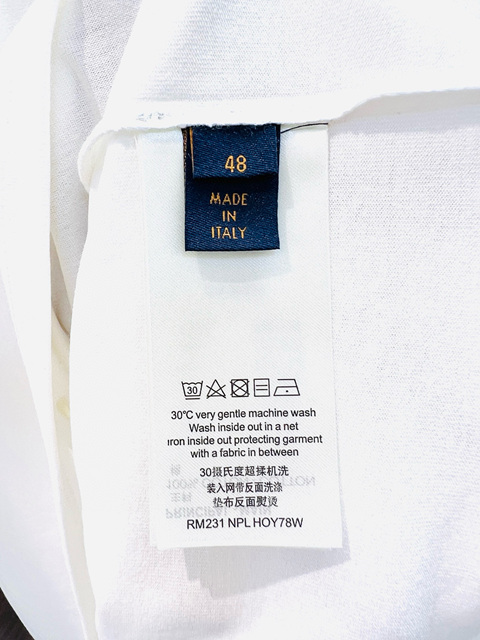 48
MADE
IN
ITALY
30
30℃ very gentle machine wash
Wash inside out in a net
iron inside out protecting garment
with a fabric in between
30摄氏度超揉机洗
装入网带反面洗涤
垫布反面熨烫
RM231 NPL HOY78W